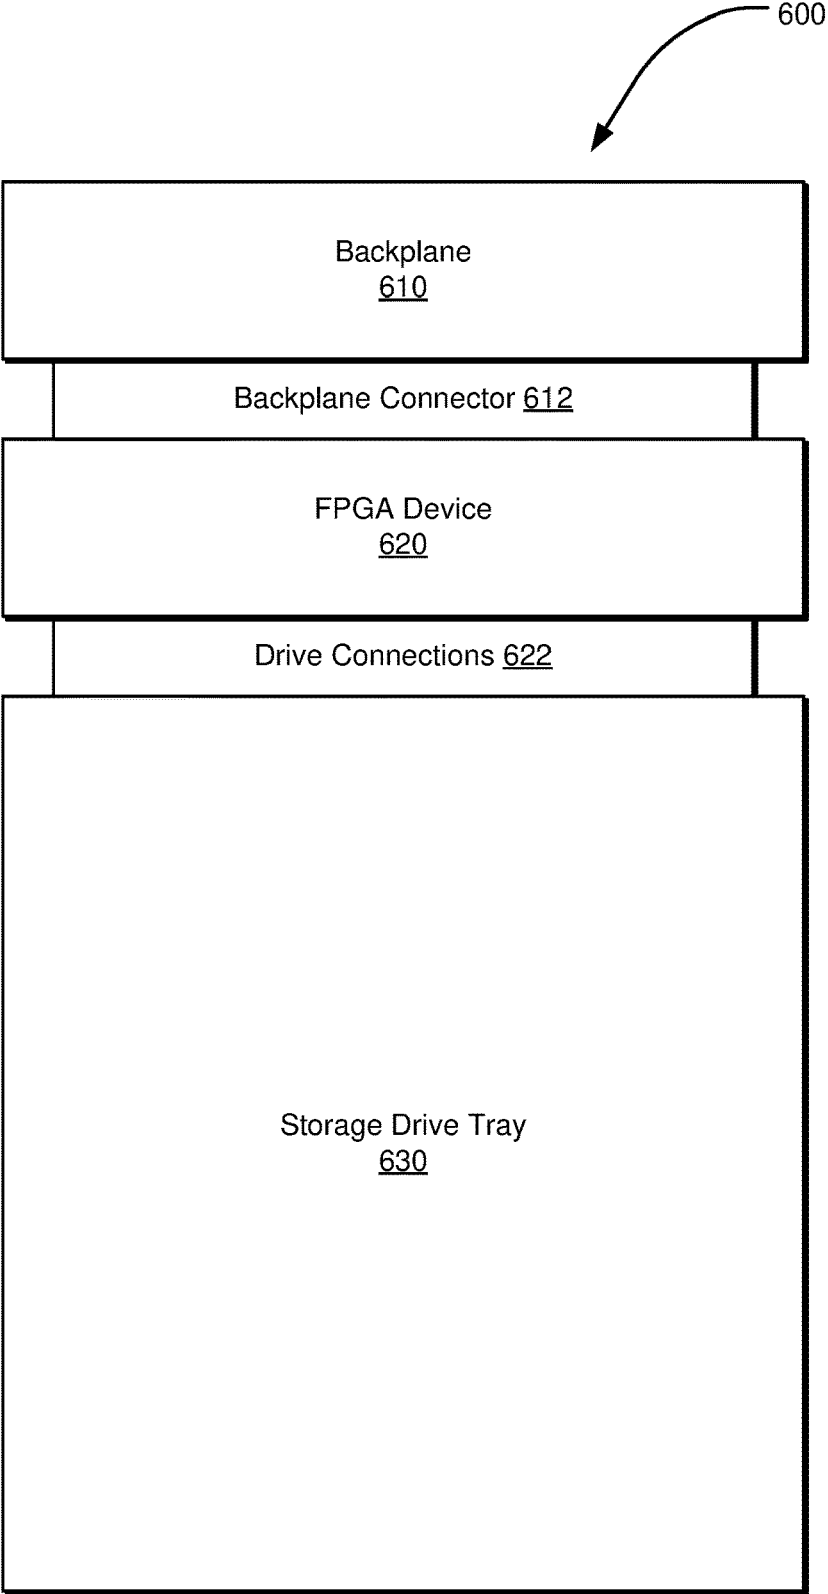 600
Backplane
610
Backplane Connector 612
FPGA Device
620
Drive Connections 622
Storage Drive Tray
630